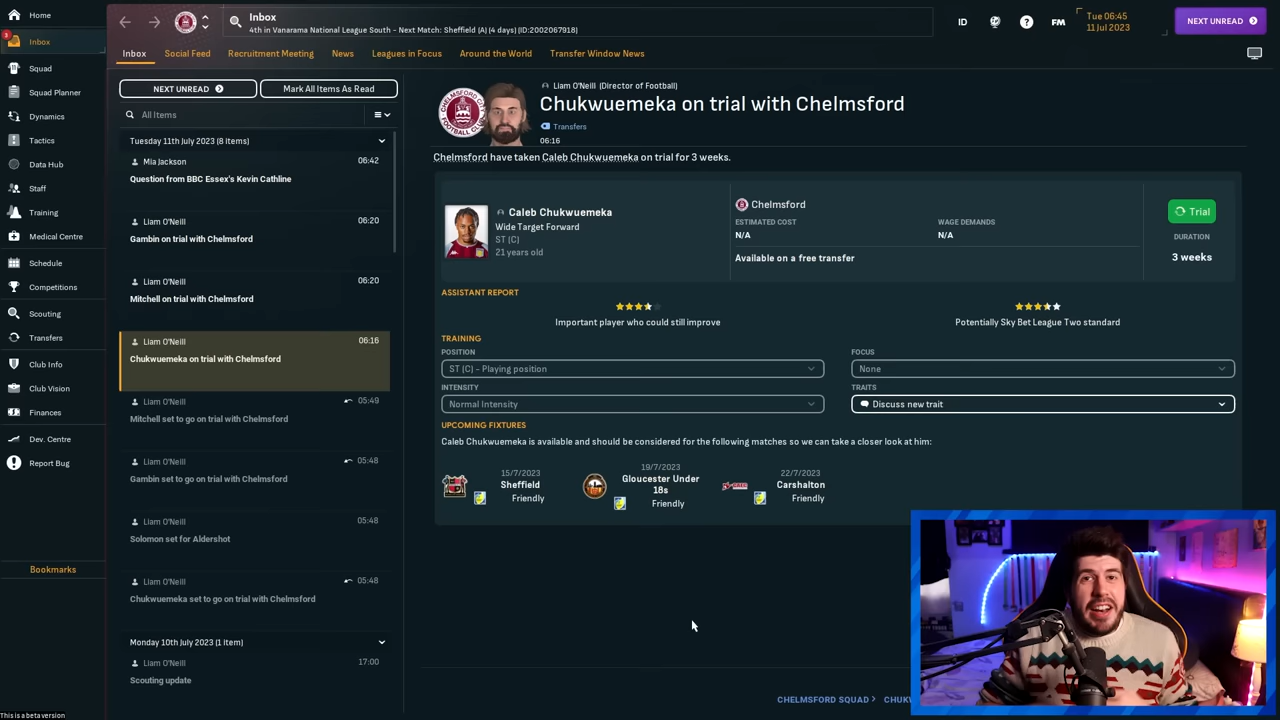 Home
3
Inbox
Squad
Squad Planner
Dynamics
Tactics
Data Hub
Staff
Training
Medical Centre
Schedule
Competitions
Scouting
Transfers
Club Info
Club Vision
Finances
Dev. Centre
Report Bug
Bookmarks
This is a beta version
Inbox
4th in Vanarama National League South - Next Match: Sheffield (A) (4 days) (ID:2002067918)
ID
?
FM
Tue 06:45
11 Jul 2023
NEXT UNREAD
Inbox
Social Feed
Recruitment Meeting
News
Leagues in Focus
Around the World
Transfer Window News
NEXT UNREAD
Mark All Items As Read
All Items
Tuesday 11th July 2023 (8 Items)
Mia Jackson 06:42
Question from BBC Essex's Kevin Cathline
Liam O'Neill 06:20
Gambin on trial with Chelmsford
Liam O'Neill 06:20
Mitchell on trial with Chelmsford
Liam O'Neill 06:16
Chukwuemeka on trial with Chelmsford
Liam O'Neill 05:49
Mitchell set to go on trial with Chelmsford
Liam O'Neill 05:48
Gambin set to go on trial with Chelmsford
Liam O'Neill 05:48
Solomon set for Aldershot
Liam O'Neill 05:48
Chukwuemeka set to go on trial with Chelmsford
Monday 10th July 2023 (1 Item)
Liam O'Neill 17:00
Scouting update
Liam O'Neill (Director of Football)
Chukwuemeka on trial with Chelmsford
Transfers
06:16
Chelmsford have taken Caleb Chukwuemeka on trial for 3 weeks.
Caleb Chukwuemeka
Wide Target Forward
ST (C)
21 years old
Chelmsford
ESTIMATED COST
N/A
WAGE DEMANDS
N/A
Available on a free transfer
Trial
DURATION
3 weeks
ASSISTANT REPORT
Important player who could still improve
Potentially Sky Bet League Two standard
TRAINING
POSITION
ST (C) - Playing position
FOCUS
None
INTENSITY
Normal Intensity
TRAITS
Discuss new trait
UPCOMING FIXTURES
Caleb Chukwuemeka is available and should be considered for the following matches so we can take a closer look at him:
15/7/2023
Sheffield
Friendly
19/7/2023
Gloucester Under
18s
Friendly
22/7/2023
Carshalton
Friendly
CHELMSFORD SQUAD >